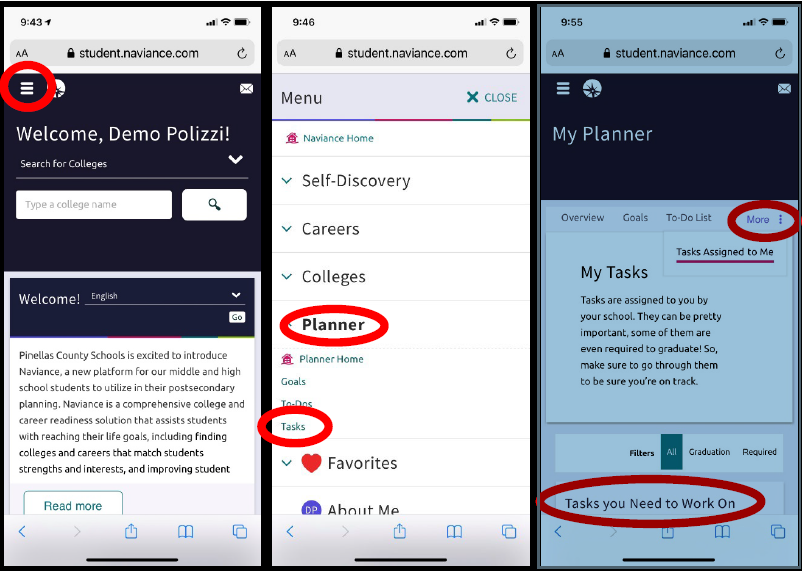 9:43
AA student.naviance.com
Welcome, Demo Polizzi!
Search for Colleges
Type a college name
Welcome! English
Go
Pinellas County Schools is excited to introduce
Naviance, a new platform for our middle and high
school students to utilize in their postsecondary
planning. Naviance is a comprehensive college and
career readiness solution that assists students
with reaching their life goals, including finding
colleges and careers that match students
strengths and interests, and improving student
Read more
9:46
AA student.naviance.com
Menu
CLOSE
Naviance Home
Self-Discovery
Careers
Colleges
Planner
Planner Home
Goals
To-Dos
Tasks
Favorites
DP About Me
9:55
AA student.naviance.com
My Planner
Overview Goals To-Do List More
Tasks Assigned to Me
My Tasks
Tasks are assigned to you by
your school. They can be pretty
important, some of them are
even required to graduate! So,
make sure to go through them
to be sure you're on track.
Filters All Graduation Required
Tasks you Need to Work On